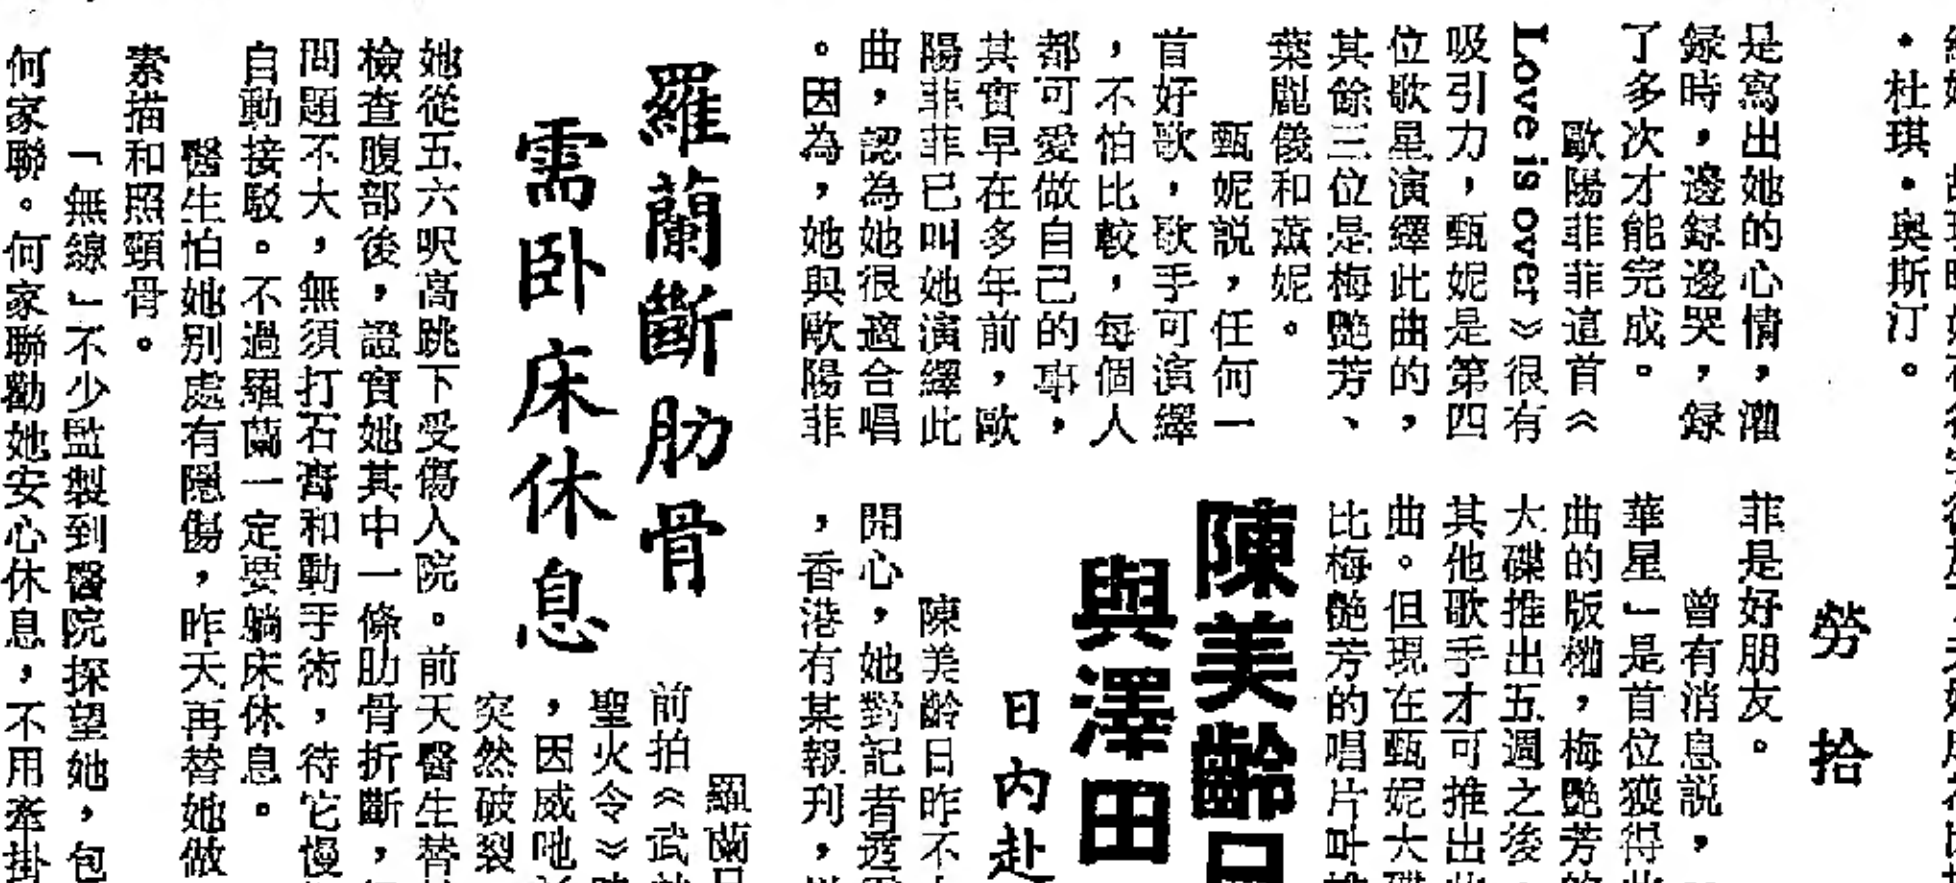 ・杜琪・奧斯汀。
是寫出她的心情，灌
録時，邊録邊哭，録
了多次才能完成。
歐陽菲菲這首《
Love is over》很有
吸引力，甄妮是第四
位歌星演繹此曲的，
其餘三位是梅艷芳、
葉麗儀和薰妮。
甄妮説，任何一
首好歌，歌手可演繹
，不怕比較，每個人
都可愛做自己的事，
其實早在多年前，歐
陽菲菲已叫她演繹此
曲，認為她很適合唱
。因為，她與歐陽菲
勞拾
菲是好朋友。
曾有消息説，
華星」是首位獲得此
曲的版權，梅艷芳的
大碟推出五週之後，
其他歌手才可推出此
曲。但現在甄妮大碟
比梅艷芳的唱片
陳美齡
與澤田
日内赴
陳美齡日昨不
開心，她對記者透
，香港有某報刊，
羅蘭斷肋骨
需卧床休息
羅蘭
前拍《武
聖火令》
，因威吔
突然破裂
她從五六呎高跳下受傷入院。前天醫生替
檢查腹部後，證實她其中一條肋骨折斷，
問題不大，無須打石膏和動手術，待它慢
自動接駁。不過羅蘭一定要躺床休息。
醫生怕她别處有隱傷，昨天再替她做
素描和照頸骨。
「無線」不少監製到醫院探望她，包
何家聯。何家聯勸她安心休息，不用牽掛